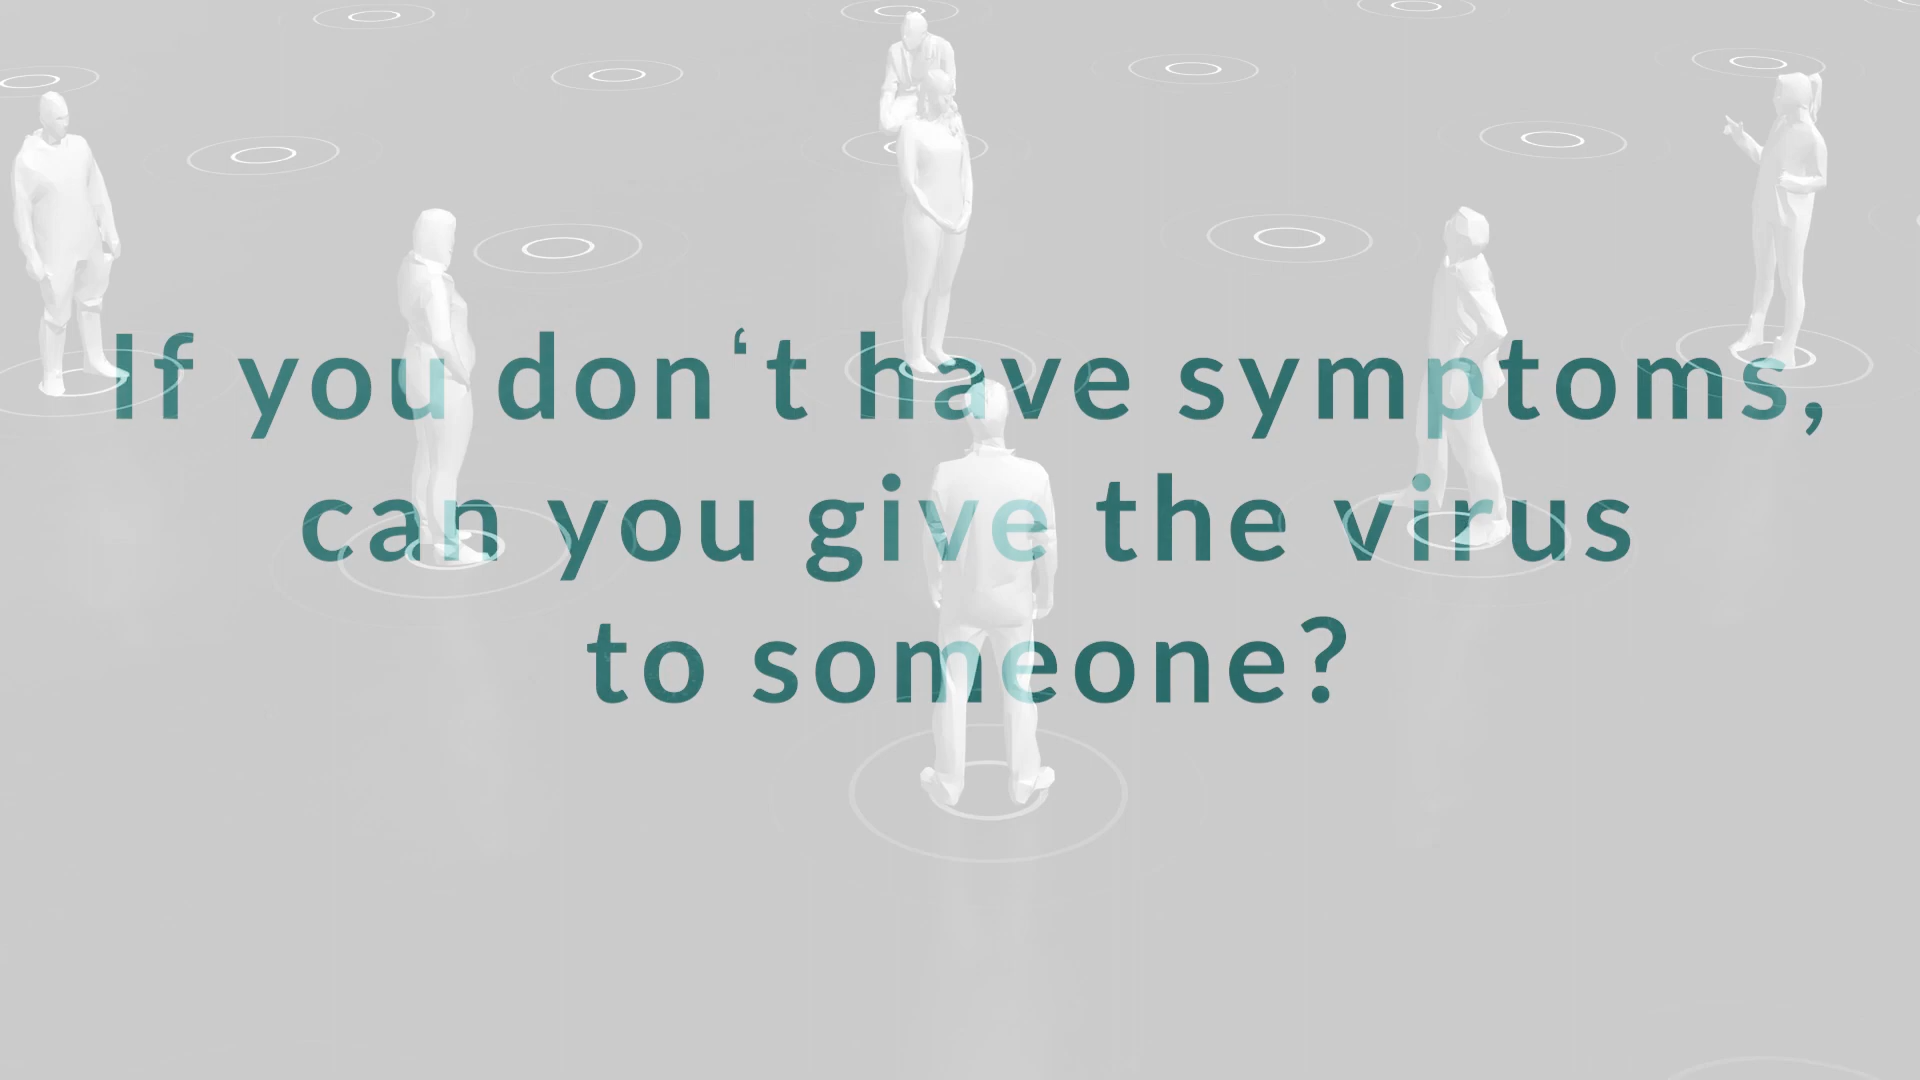 If you don‘t have symptoms,
can you give the virus
to someone?